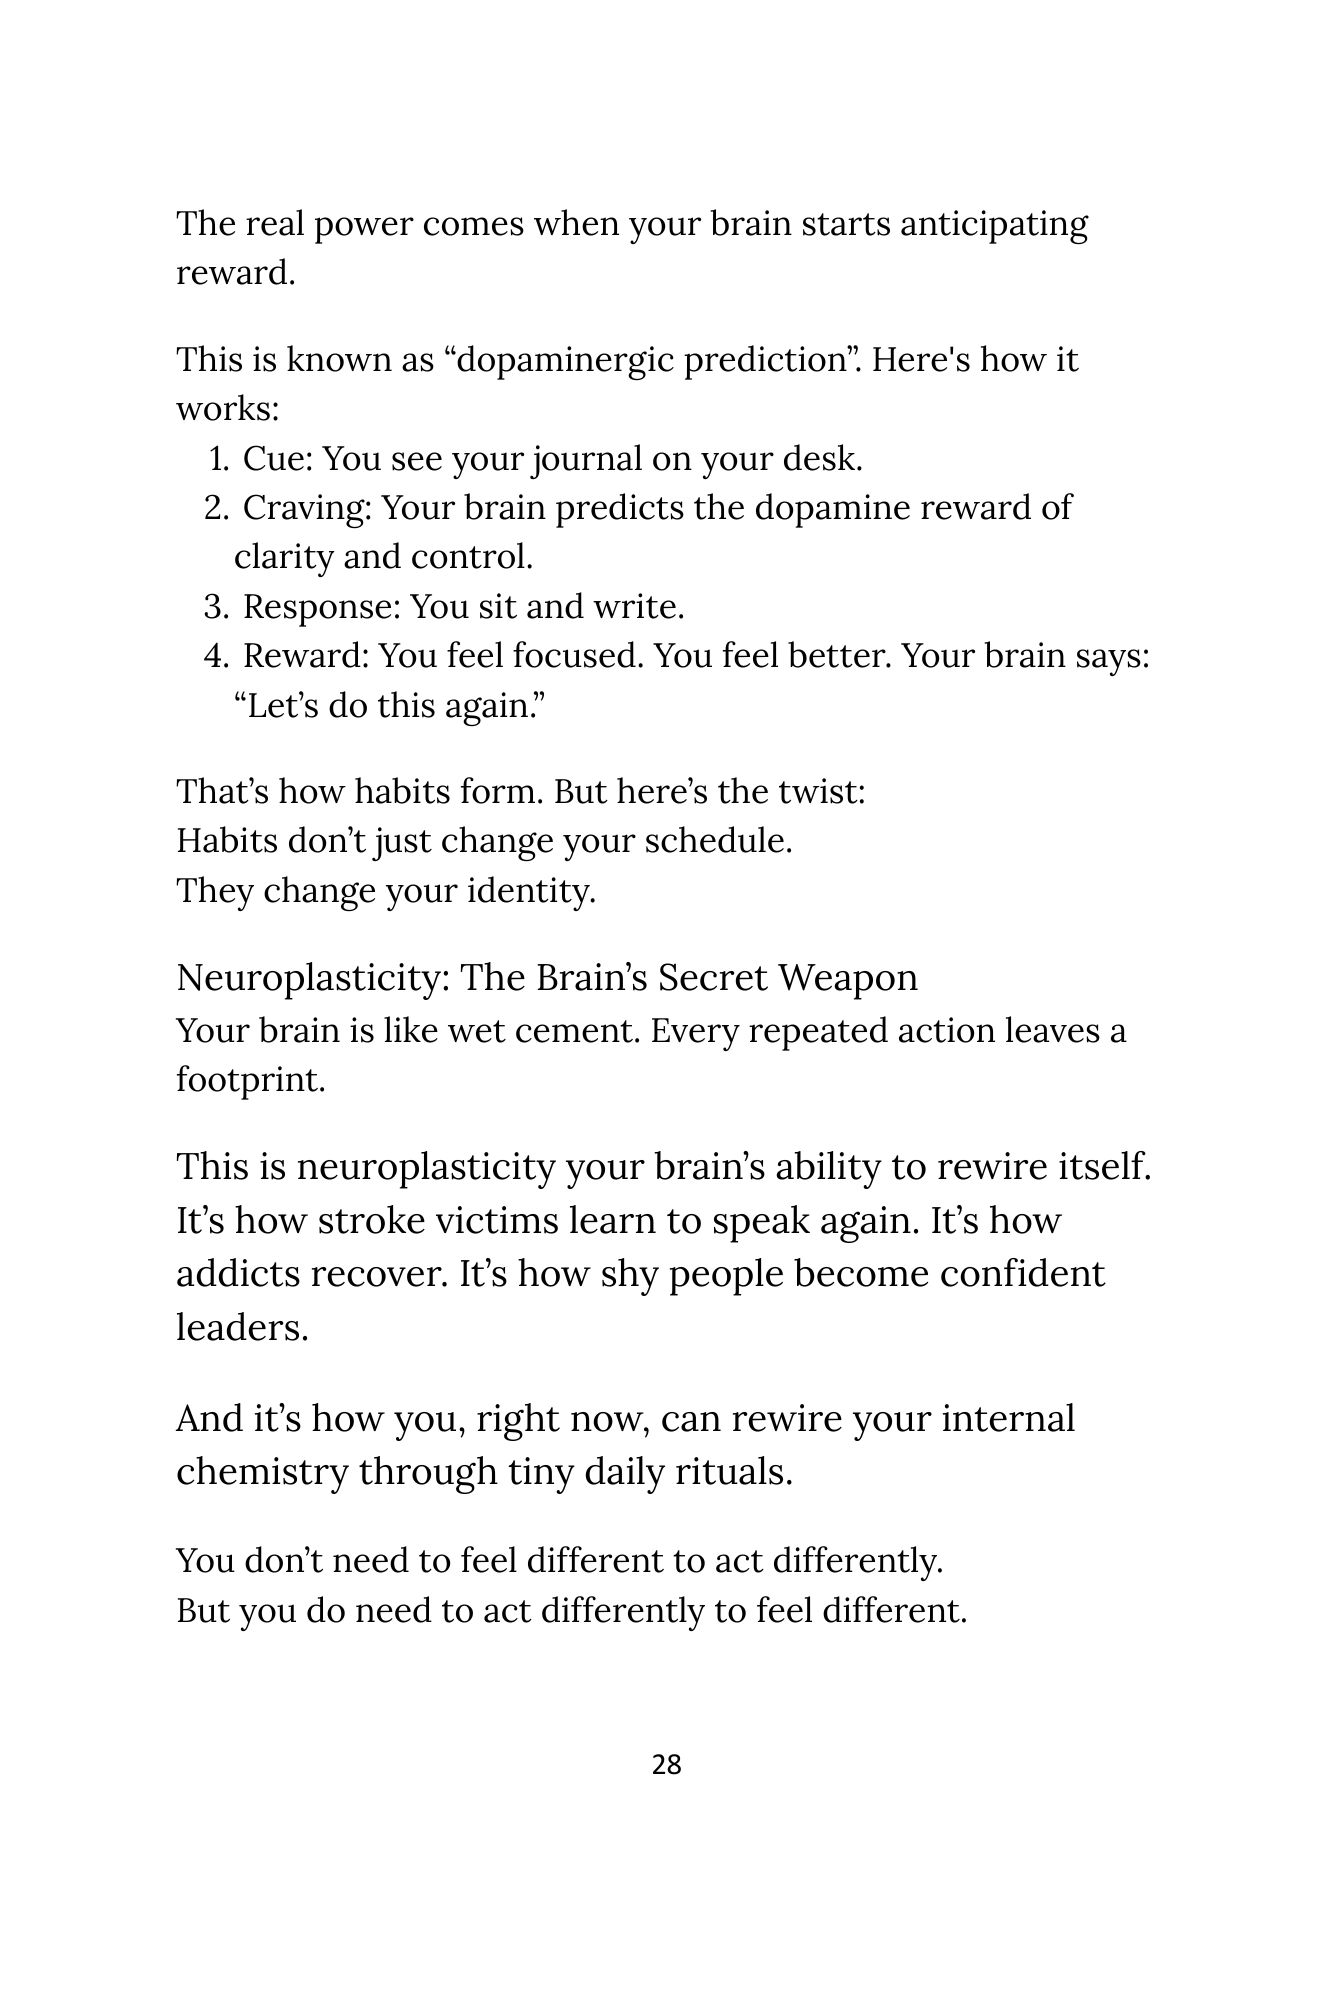 The real power comes when your brain starts anticipating
reward.
This is known as “dopaminergic prediction”. Here's how it
works:
1. Cue: You see your journal on your desk.
2. Craving: Your brain predicts the dopamine reward of
clarity and control.
3. Response: You sit and write.
4. Reward: You feel focused. You feel better. Your brain says:
“Let’s do this again.”
That’s how habits form. But here’s the twist:
Habits don’t just change your schedule.
They change your identity.
Neuroplasticity: The Brain’s Secret Weapon
Your brain is like wet cement. Every repeated action leaves a
footprint.
This is neuroplasticity your brain’s ability to rewire itself.
It’s how stroke victims learn to speak again. It’s how
addicts recover. It’s how shy people become confident
leaders.
And it’s how you, right now, can rewire your internal
chemistry through tiny daily rituals.
You don’t need to feel different to act differently.
But you do need to act differently to feel different.
28